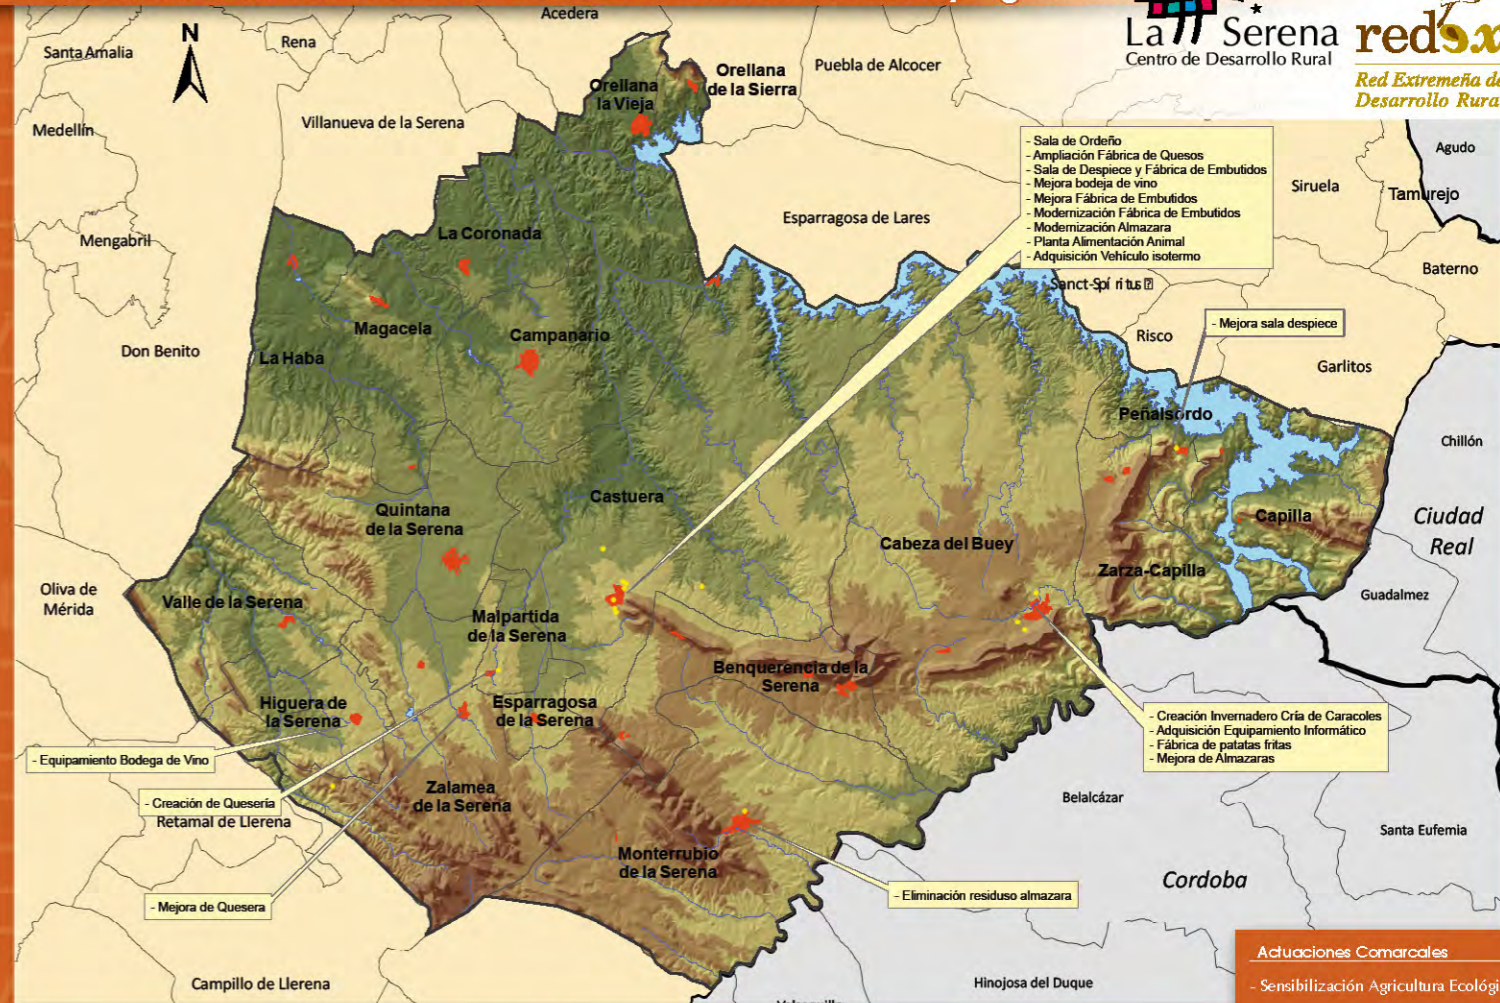 Acedera
N
Rena
Santa Amalia
La Serena
Centro de Desarrollo Rural
Red Extremeña de
Desarrollo Rura
Puebla de Alcocer
Orellana
de la Sierra
Orellana
la Vieja
Villanueva de la Serena
Medellín
- Sala de Ordeño
- Ampliación Fábrica de Quesos
- Sala de Despiece y Fábrica de Embutidos
- Mejora bodeja de vino
- Mejora Fábrica de Embutidos
- Modernización Fábrica de Embutidos
- Modernización Almazara
- Planta Alimentación Animal
- Adquisición Vehículo isotermo
Agudo
Siruela
Tamurejo
Esparragosa de Lares
Mengabril
La Coronada
Baterno
Sanct-Spíritus
- Mejora sala despiece
Risco
Magacela
Campanario
Don Benito
La Haba
Garlitos
Peñalsordo
Chillón
Castuera
Quintana
de la Serena
Capilla
Ciudad
Real
Cabeza del Buey
Zarza-Capilla
Oliva de
Mérida
Valle de la Serena
Guadalmez
Malpartida
de la Serena
Benquerencia de la
Serena
Higuera de
la Serena
Esparragosa
de la Serena
- Creación Invernadero Cría de Caracoles
- Adquisición Equipamiento Informático
- Fábrica de patatas fritas
- Mejora de Almazaras
- Equipamiento Bodega de Vino
- Creación de Quesería
Zalamea
de la Serena
Belalcázar
Retamal de Llerena
Santa Eufemia
Monterrubio
de la Serena
Cordoba
- Eliminación residuso almazara
- Mejora de Quesera
Actuaciones Comarcales
Campillo de Llerena
Hinojosa del Duque
- Sensibilización Agricultura Ecológi